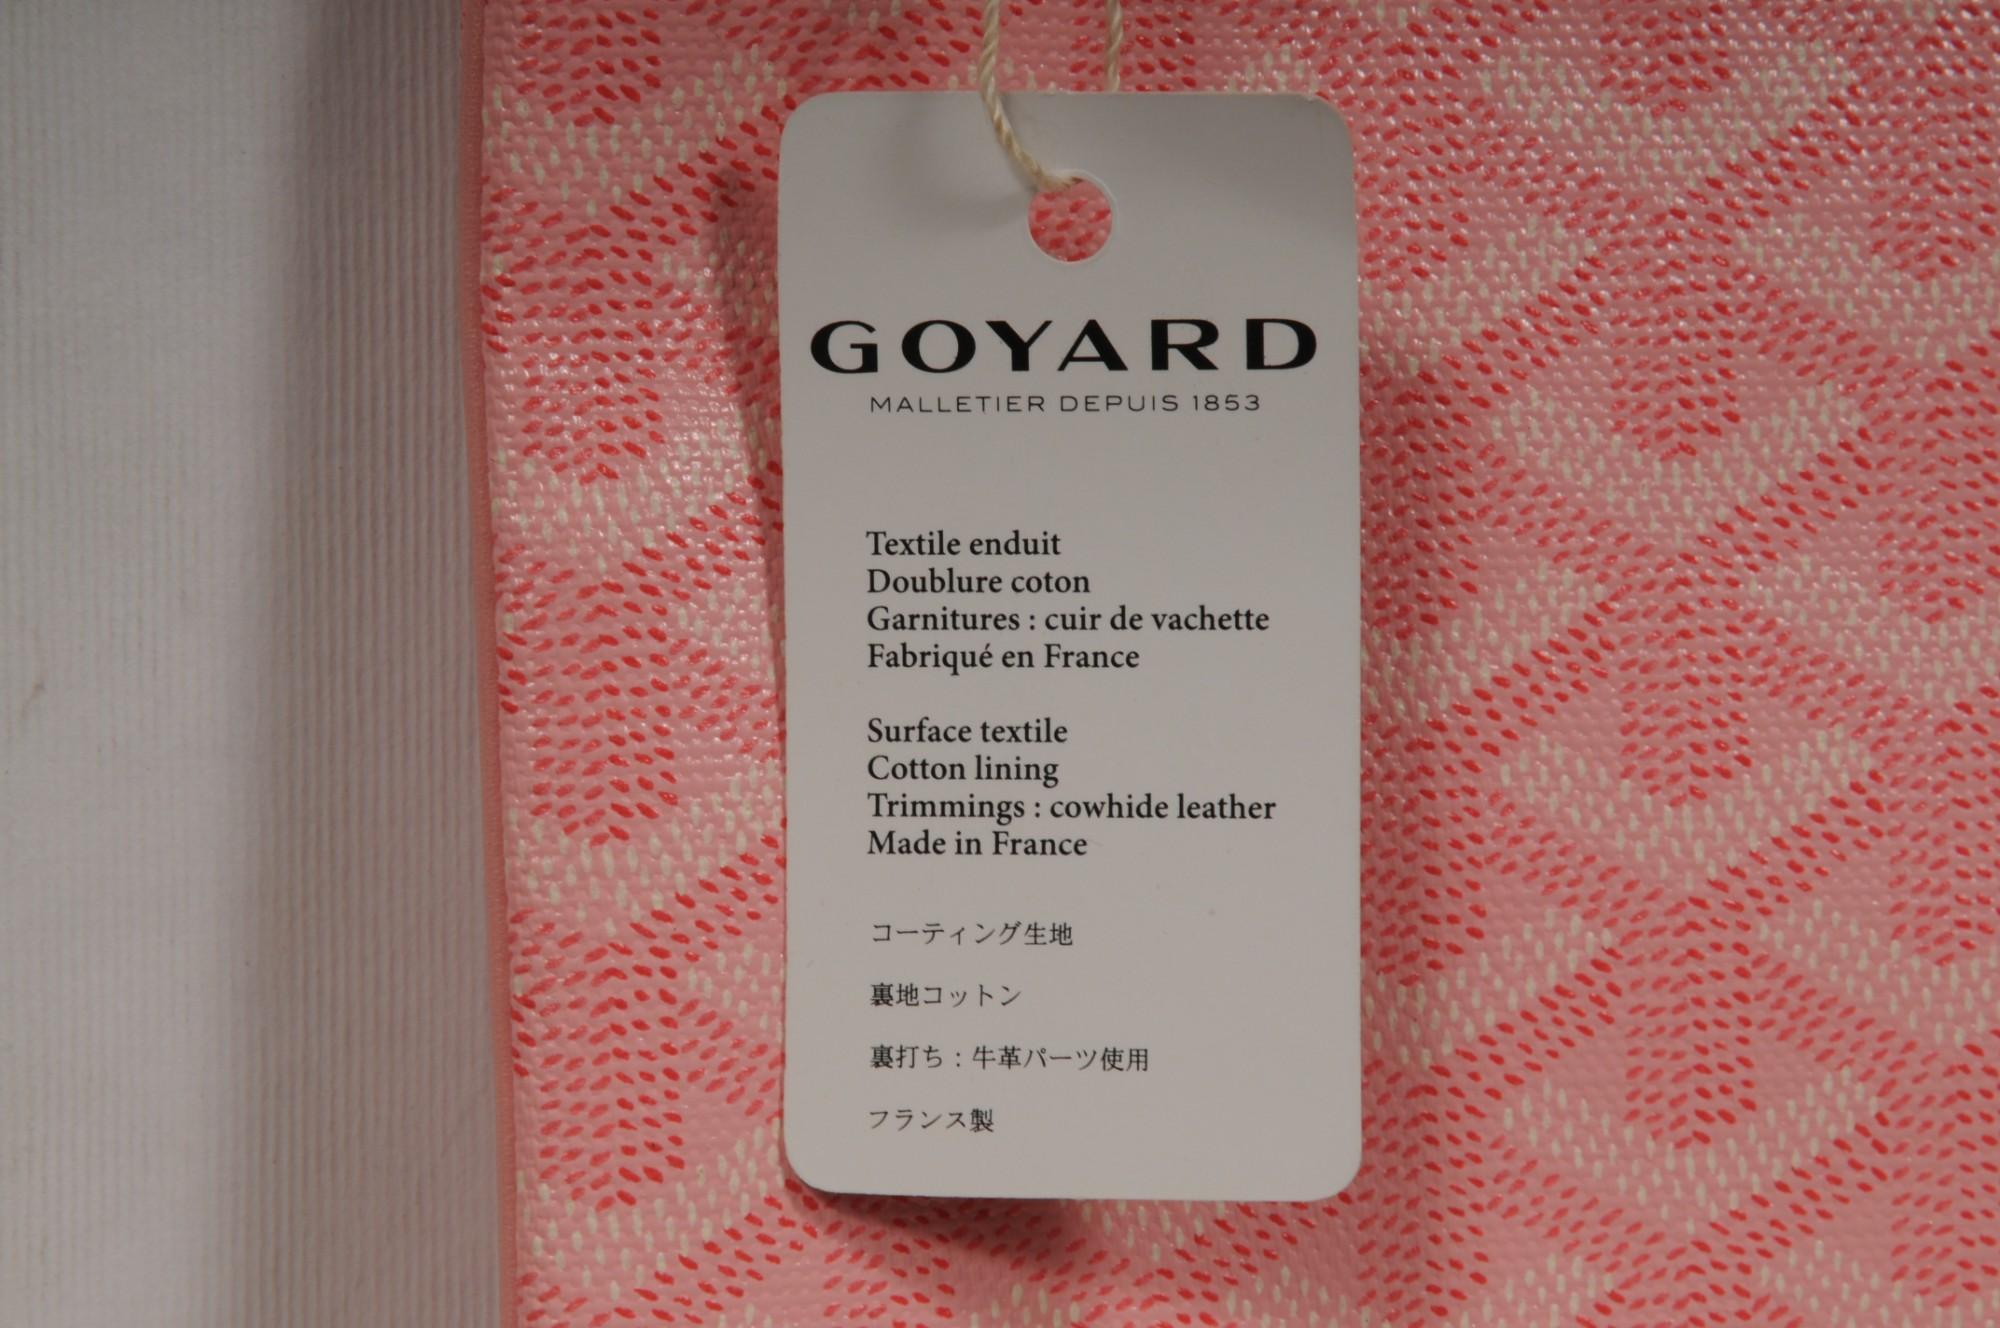 GOYARD
MALLETIER DEPUIS 1853
Textile enduit
Doublure coton
Garnitures : cuir de vachette
Fabriqué en France
Surface textile
Cotton lining
Trimmings : cowhide leather
Made in France
コーティング生地
裏地コットン
裏打ち：牛革パーツ使用
フランス製